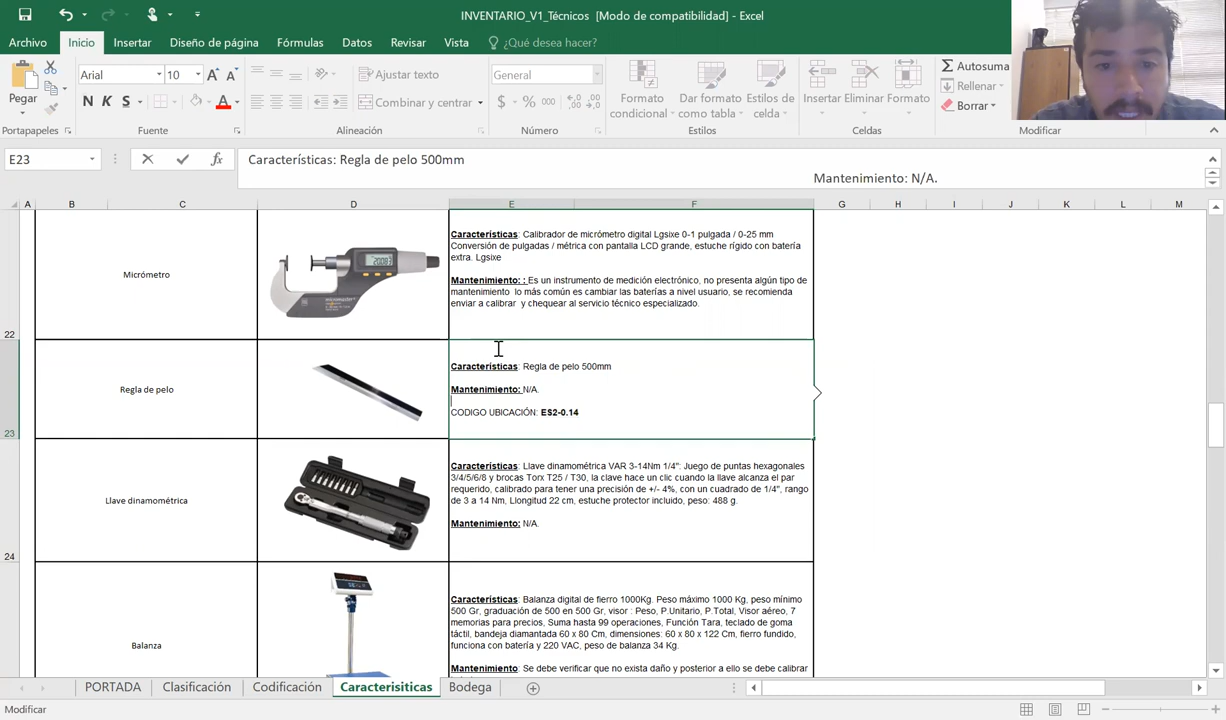 INVENTARIO_V1_Técnicos [Modo de compatibilidad] - Excel
Archivo
Inicio
Insertar
Diseño de página
Fórmulas
Datos
Revisar
Vista
¿Qué desea hacer?
Pegar
Arial
10
N K S
A
Ajustar texto
Combinar y centrar
General
$ % 000
Formato condicional
Dar formato como tabla
Estilos de celda
Insertar
Eliminar
Formato
Autosuma
Rellenar
Borrar
Portapapeles
Fuente
Alineación
Número
Estilos
Celdas
Modificar
E23
fx
Características: Regla de pelo 500mm
Mantenimiento: N/A.
A B C D E F G H I J K L M
22
Micrómetro
Características: Calibrador de micrómetro digital Lgsixe 0-1 pulgada / 0-25 mm
Conversión de pulgadas / métrica con pantalla LCD grande, estuche rígido con batería
extra. Lgsixe
Mantenimiento: : Es un instrumento de medición electrónico, no presenta algún tipo de
mantenimiento lo más común es cambiar las baterías a nivel usuario, se recomienda
enviar a calibrar y chequear al servicio técnico especializado.
23
Regla de pelo
Características: Regla de pelo 500mm
Mantenimiento: N/A.
CODIGO UBICACIÓN: ES2-0.14
24
Llave dinamométrica
Características: Llave dinamométrica VAR 3-14Nm 1/4": Juego de puntas hexagonales
3/4/5/6/8 y brocas Torx T25 / T30, la clave hace un clic cuando la llave alcanza el par
requerido, calibrado para tener una precisión de +/- 4%, con un cuadrado de 1/4", rango
de 3 a 14 Nm, Llongitud 22 cm, estuche protector incluido, peso: 488 g.
Mantenimiento: N/A.
Balanza
Características: Balanza digital de fierro 1000Kg. Peso máximo 1000 Kg, peso mínimo
500 Gr, graduación de 500 en 500 Gr, visor : Peso, P.Unitario, P.Total, Visor aéreo, 7
memorias para precios, Suma hasta 99 operaciones, Función Tara, teclado de goma
táctil, bandeja diamantada 60 x 80 Cm, dimensiones: 60 x 80 x 122 Cm, fierro fundido,
funciona con batería y 220 VAC, peso de balanza 34 Kg.
Mantenimiento: Se debe verificar que no exista daño y posterior a ello se debe calibrar
PORTADA
Clasificación
Codificación
Caracterisiticas
Bodega
Modificar